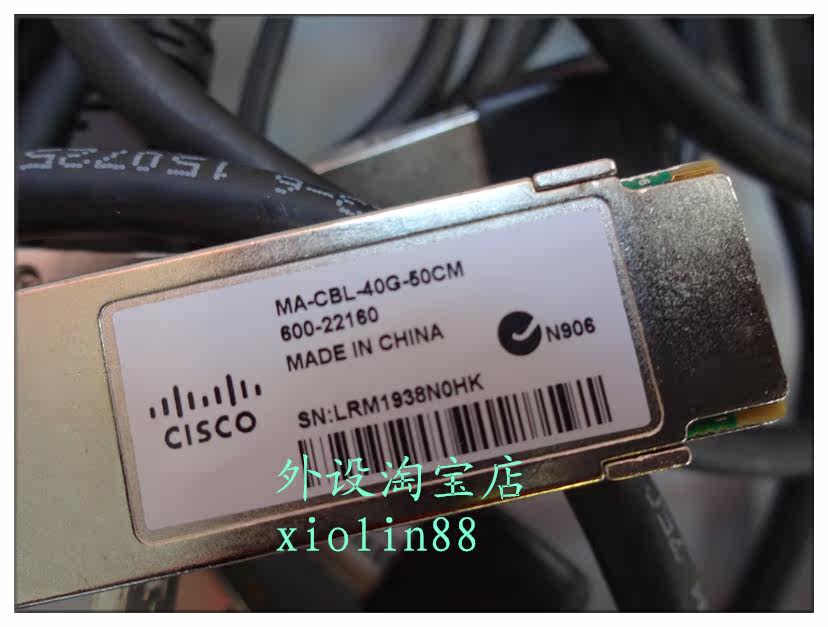 MA-CBL-40G-50CM
600-22160
MADE IN CHINA
N906
CISCO
SN:LRM1938N0HK
外设淘宝店
xiolin88